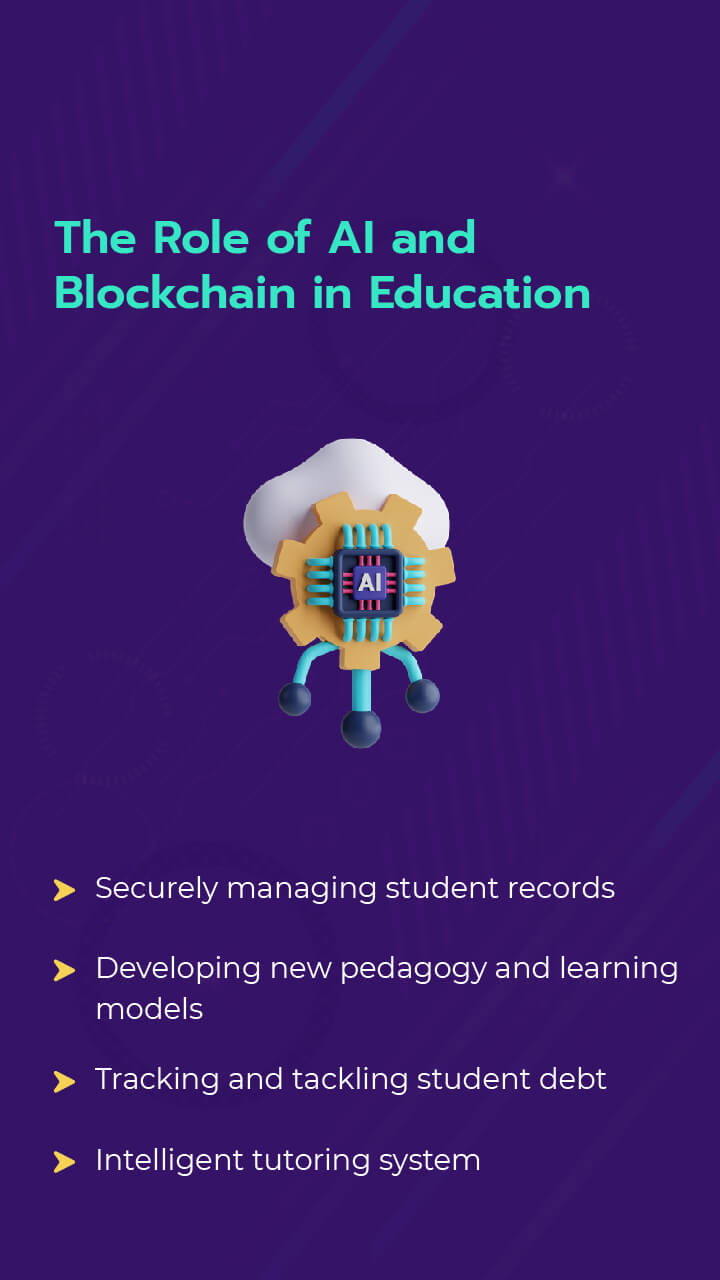 The Role of AI and
Blockchain in Education
AI
Securely managing student records
Developing new pedagogy and learning
models
Tracking and tackling student debt
Intelligent tutoring system